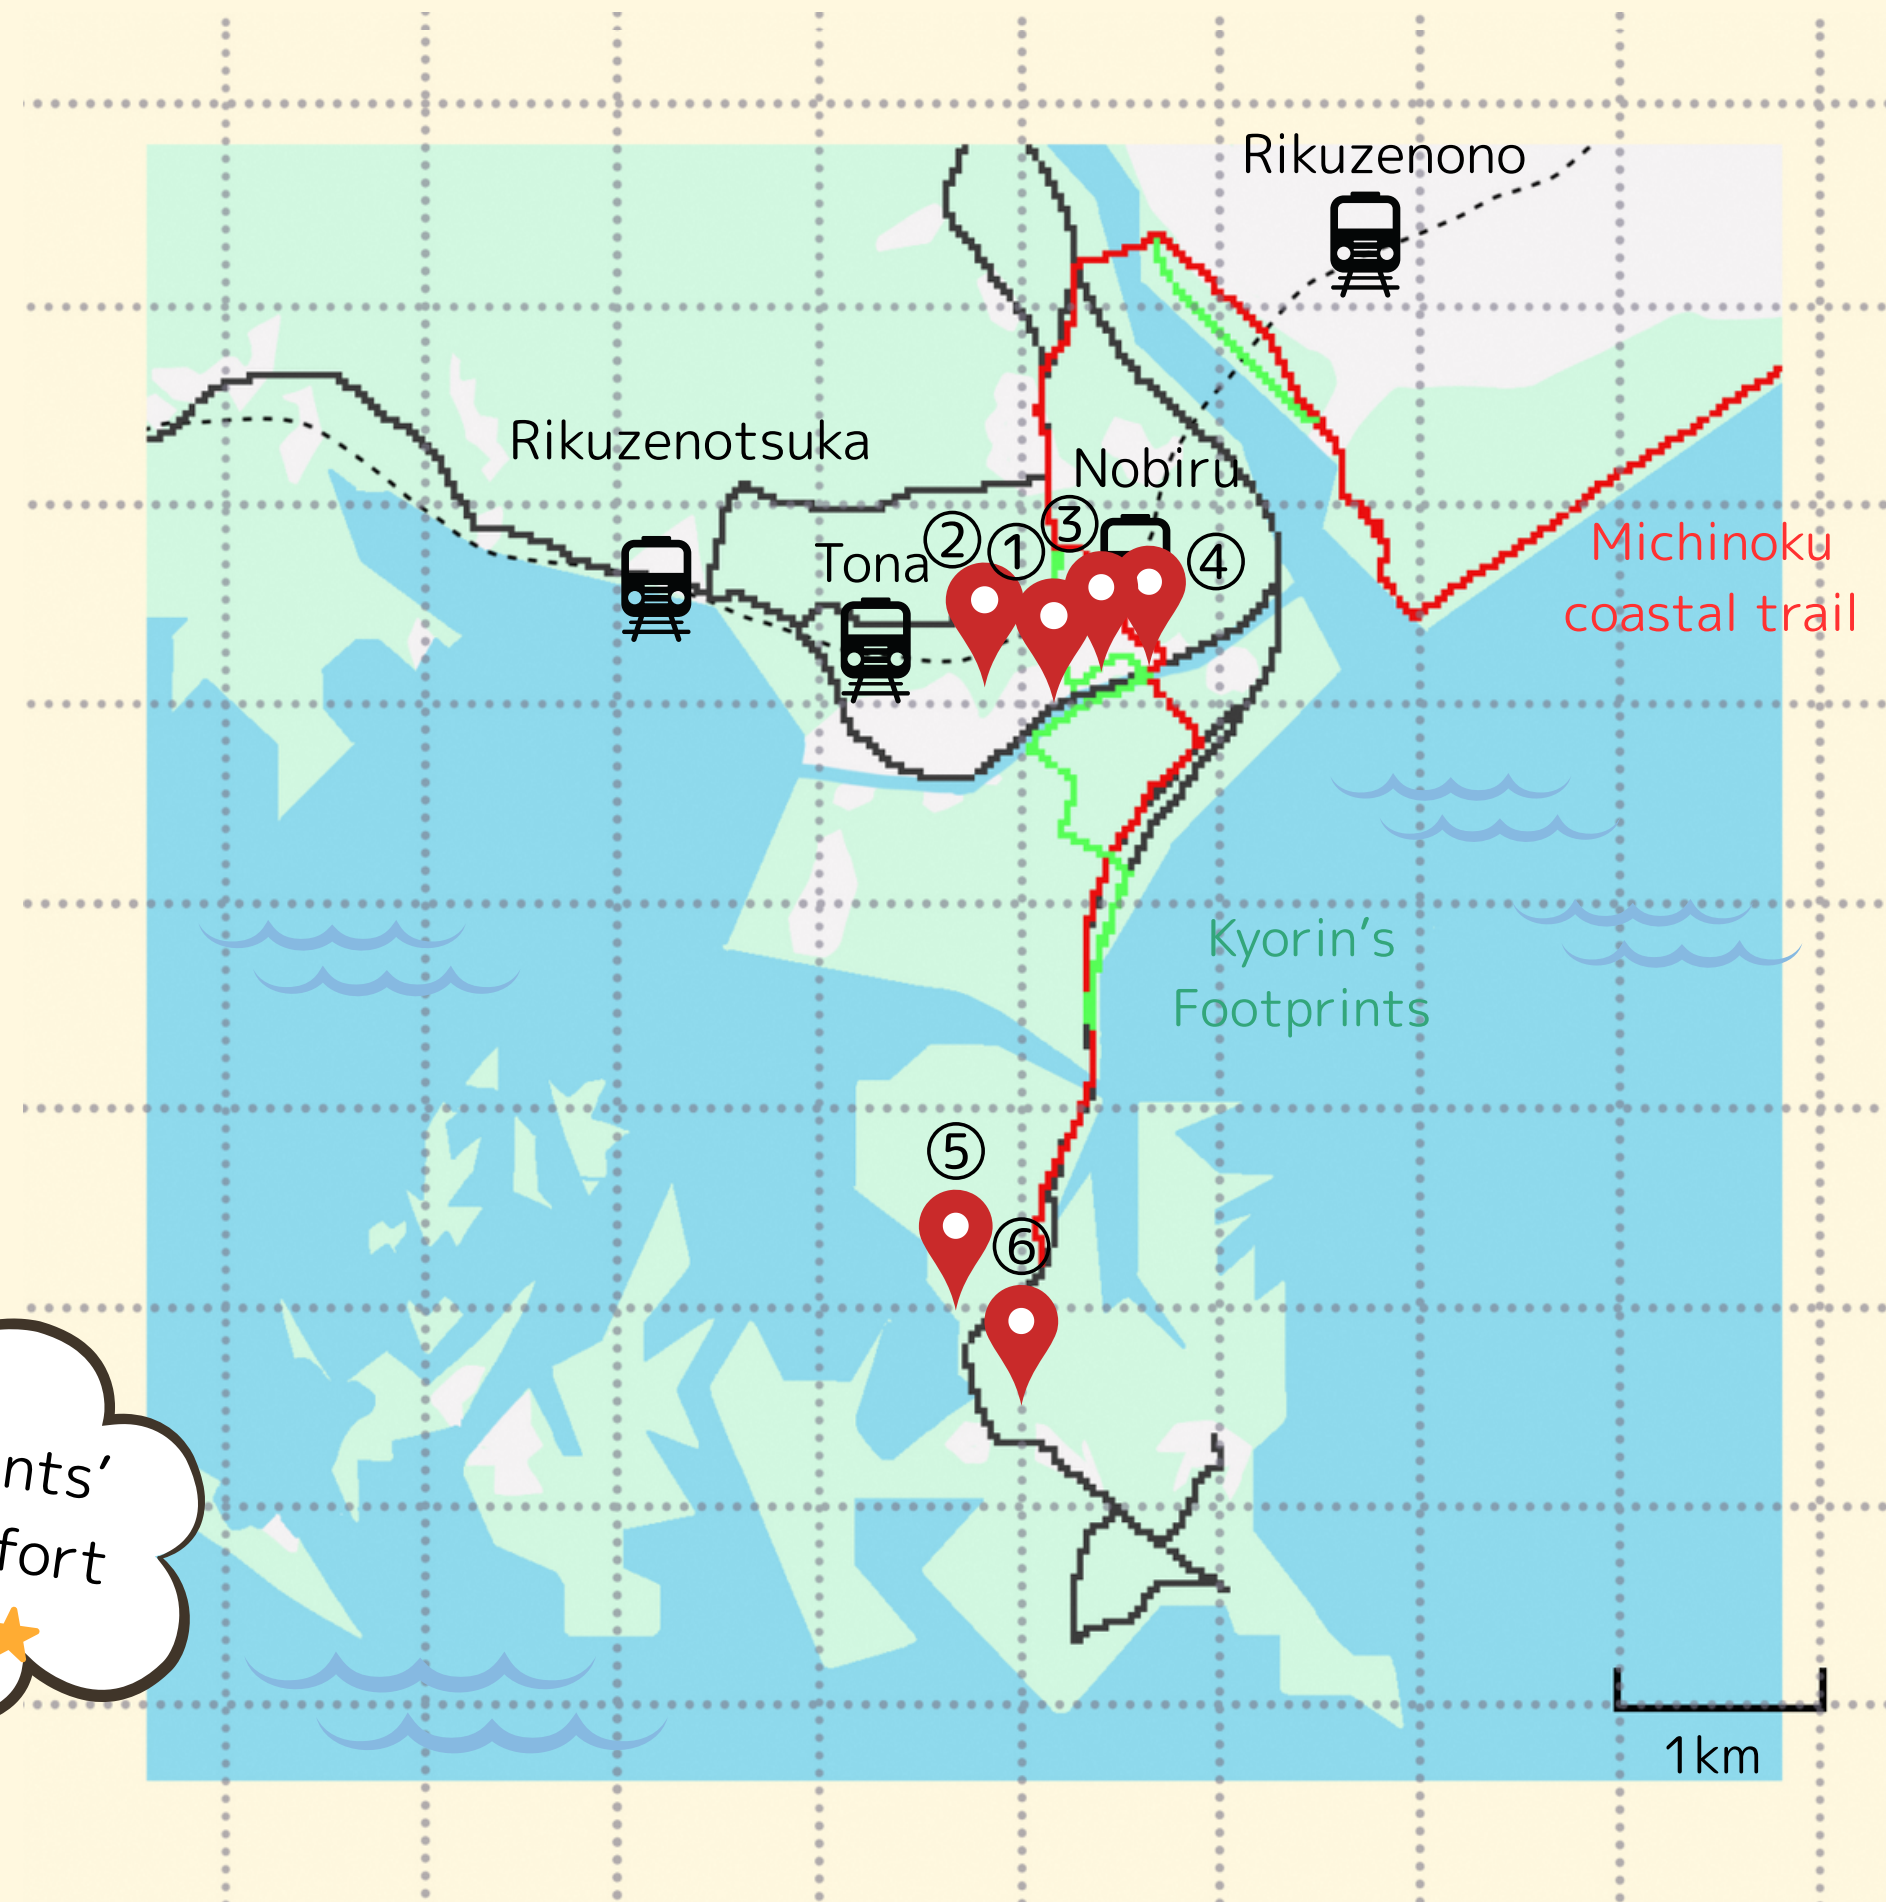 Rikuzenono
Rikuzenotsuka
Nobiru
Tona
② ① ③ ④
Michinoku
coastal trail
Kyorin's
Footprints
⑤
⑥
nts'
fort
1km